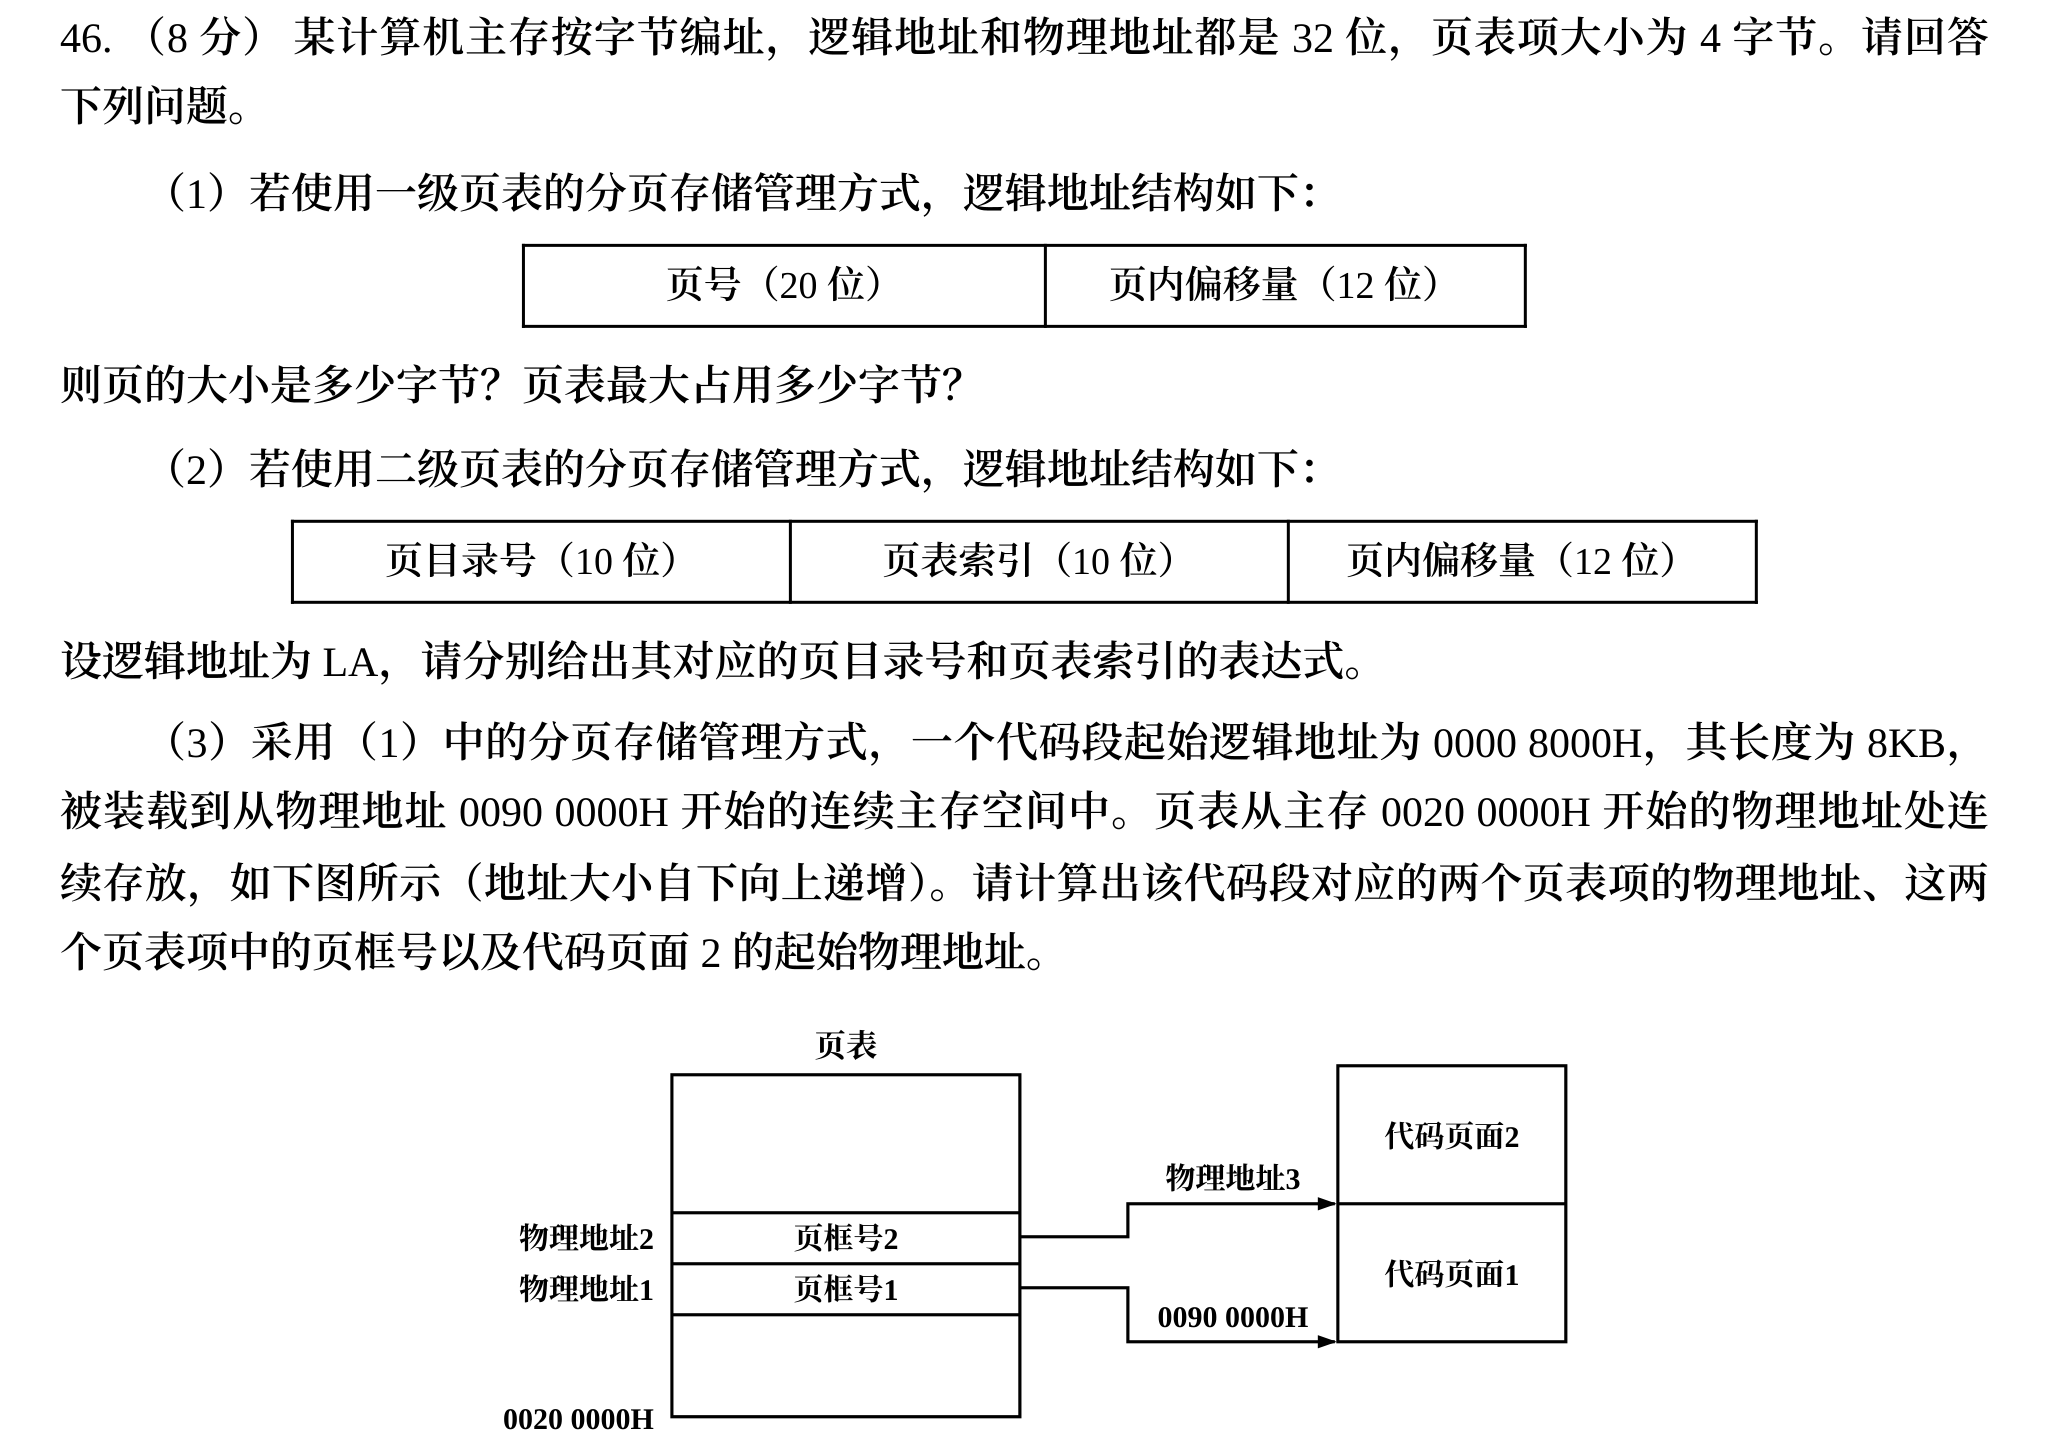 46. （8 分） 某计算机主存按字节编址，逻辑地址和物理地址都是 32 位，页表项大小为 4 字节。请回答
下列问题。
（1）若使用一级页表的分页存储管理方式，逻辑地址结构如下：
页号（20 位） 页内偏移量（12 位）
则页的大小是多少字节？页表最大占用多少字节？
（2）若使用二级页表的分页存储管理方式，逻辑地址结构如下：
页目录号（10 位） 页表索引（10 位） 页内偏移量（12 位）
设逻辑地址为 LA，请分别给出其对应的页目录号和页表索引的表达式。
（3）采用（1）中的分页存储管理方式，一个代码段起始逻辑地址为 0000 8000H，其长度为 8KB，
被装载到从物理地址 0090 0000H 开始的连续主存空间中。页表从主存 0020 0000H 开始的物理地址处连
续存放，如下图所示（地址大小自下向上递增）。请计算出该代码段对应的两个页表项的物理地址、这两
个页表项中的页框号以及代码页面 2 的起始物理地址。
页表
代码页面2
物理地址3
物理地址2 页框号2
物理地址1 页框号1
代码页面1
0090 0000H
0020 0000H